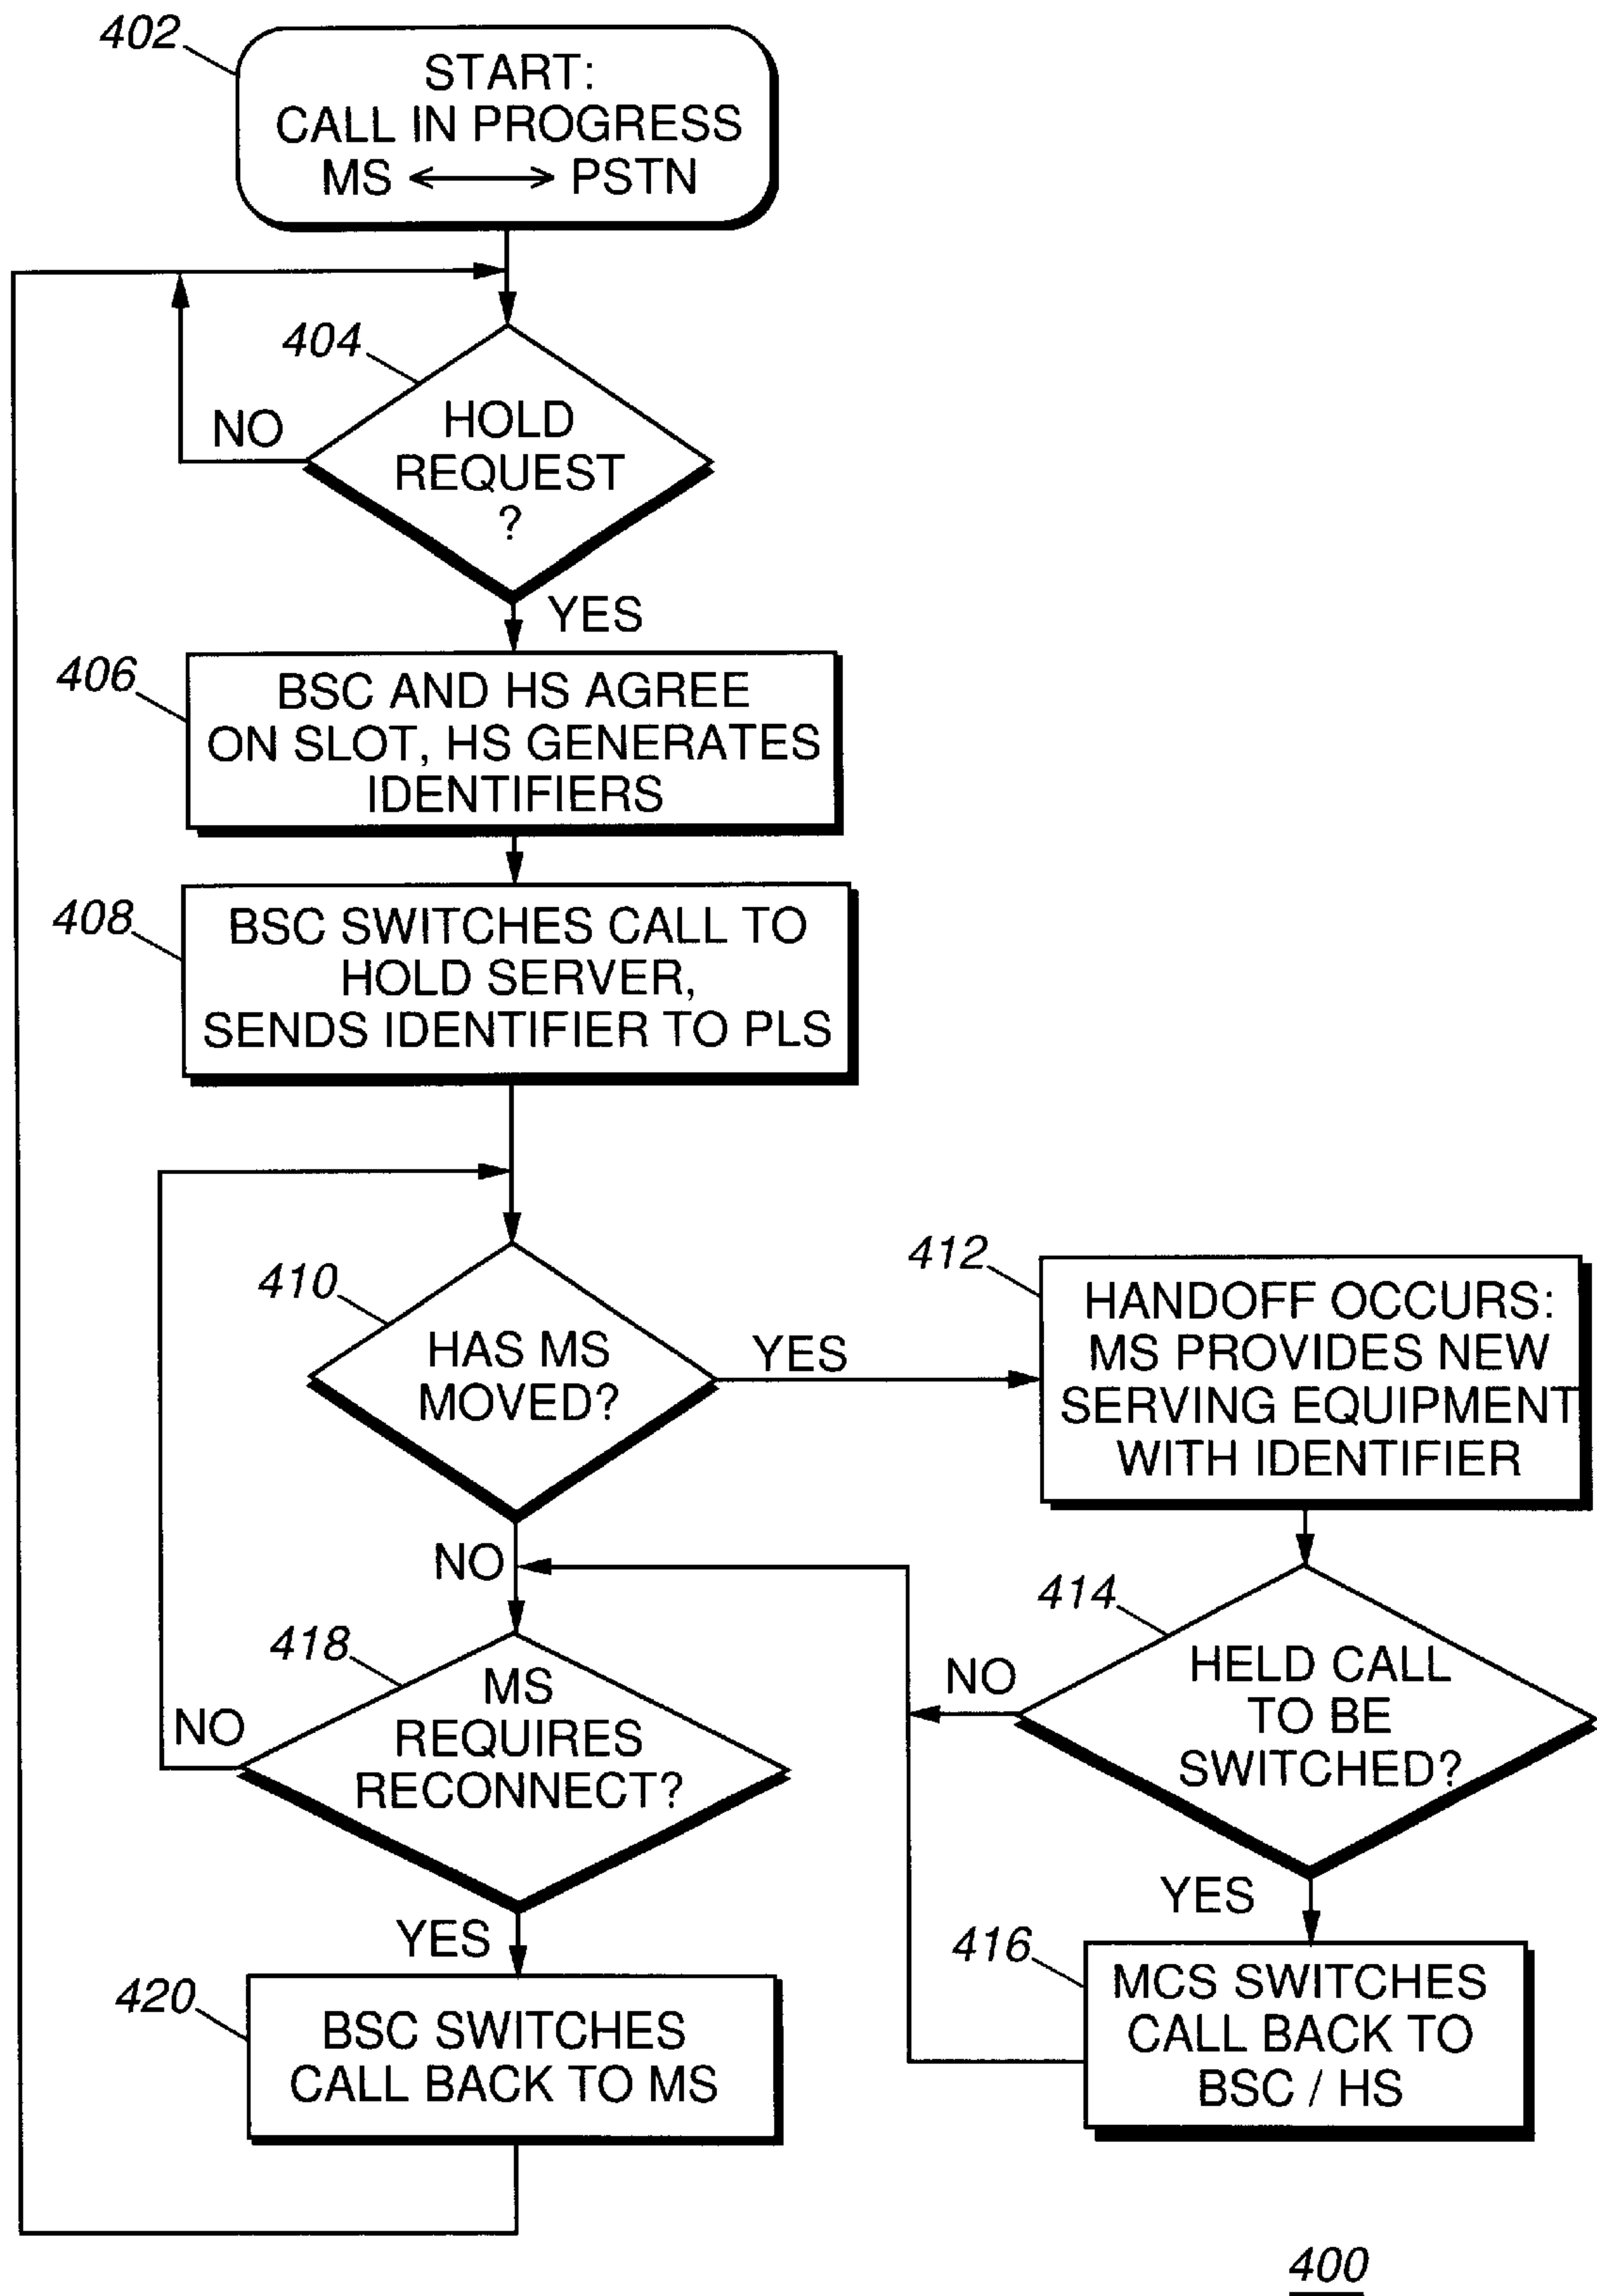 402
START:
CALL IN PROGRESS
MS PSTN
404
HOLD
REQUEST
?
NO
YES
406
BSC AND HS AGREE
ON SLOT, HS GENERATES
IDENTIFIERS
408
BSC SWITCHES CALL TO
HOLD SERVER,
SENDS IDENTIFIER TO PLS
410
HAS MS
MOVED?
YES
NO
412
HANDOFF OCCURS:
MS PROVIDES NEW
SERVING EQUIPMENT
WITH IDENTIFIER
414
HELD CALL
TO BE
SWITCHED?
NO
YES
416
MCS SWITCHES
CALL BACK TO
BSC / HS
418
MS
REQUIRES
RECONNECT?
NO
YES
420
BSC SWITCHES
CALL BACK TO MS
400